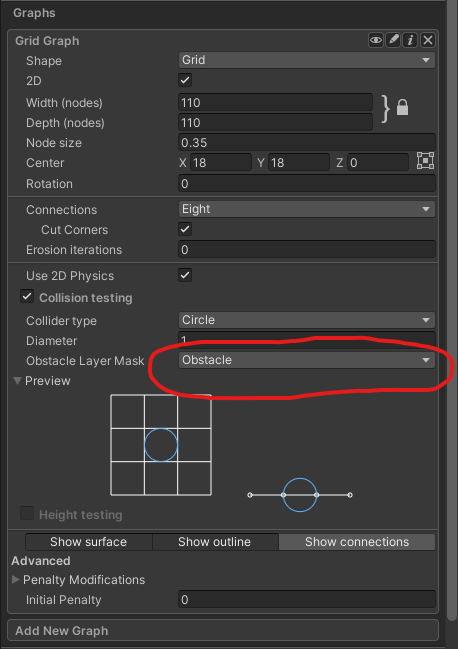 Graphs
Grid Graph
Shape Grid
2D
Width (nodes) 110
Depth (nodes) 110
Node size 0.35
Center X 18 Y 18 Z 0
Rotation 0
Connections Eight
Cut Corners
Erosion iterations 0
Use 2D Physics
Collision testing
Collider type Circle
Diameter 1
Obstacle Layer Mask Obstacle
Preview
Height testing
Show surface Show outline Show connections
Advanced
Penalty Modifications
Initial Penalty 0
Add New Graph